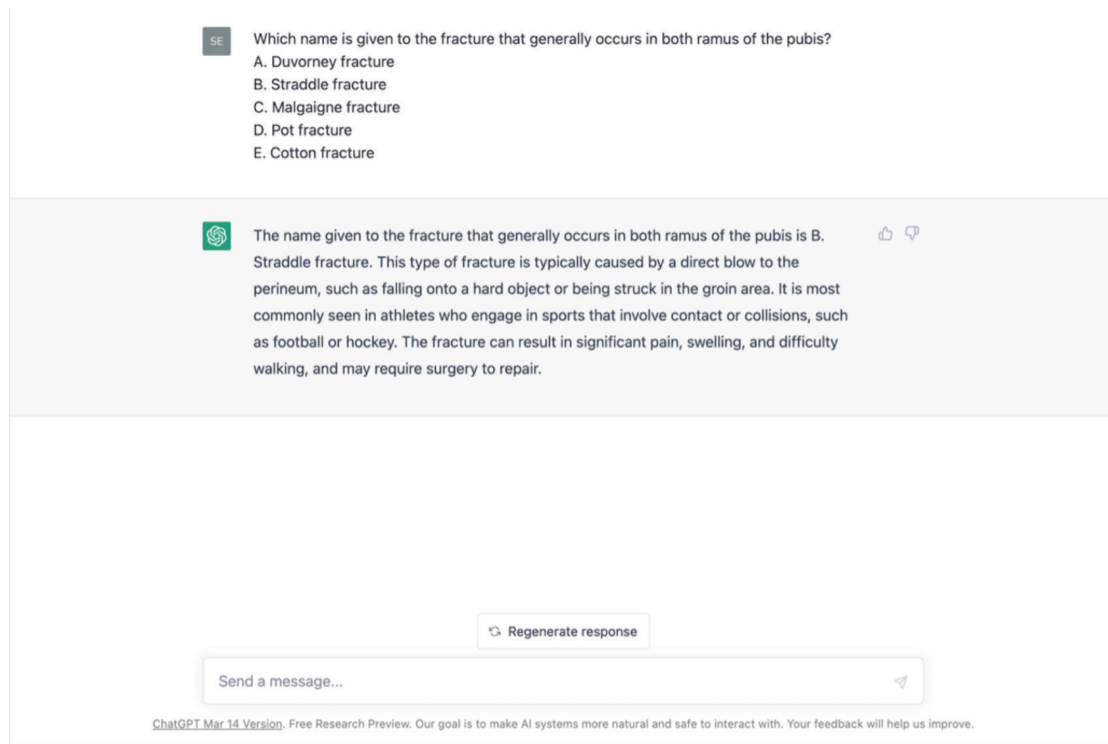 SE
Which name is given to the fracture that generally occurs in both ramus of the pubis?
A. Duvorney fracture
B. Straddle fracture
C. Malgaigne fracture
D. Pot fracture
E. Cotton fracture
The name given to the fracture that generally occurs in both ramus of the pubis is B.
Straddle fracture. This type of fracture is typically caused by a direct blow to the
perineum, such as falling onto a hard object or being struck in the groin area. It is most
commonly seen in athletes who engage in sports that involve contact or collisions, such
as football or hockey. The fracture can result in significant pain, swelling, and difficulty
walking, and may require surgery to repair.
Regenerate response
Send a message...
ChatGPT Mar 14 Version. Free Research Preview. Our goal is to make AI systems more natural and safe to interact with. Your feedback will help us improve.